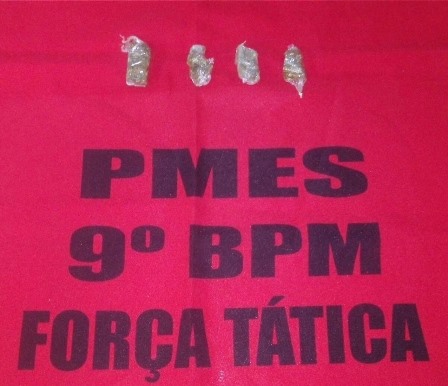 PMES
9º BPM
FORÇA TÁTICA